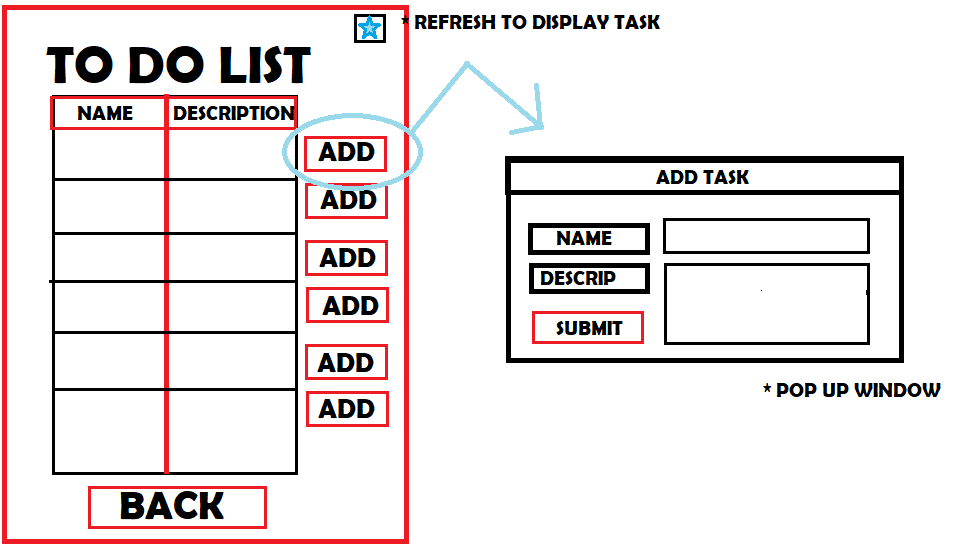 * REFRESH TO DISPLAY TASK
TO DO LIST
NAME DESCRIPTION
ADD
ADD
ADD
ADD
ADD
ADD
BACK
ADD TASK
NAME
DESCRIP
SUBMIT
* POP UP WINDOW